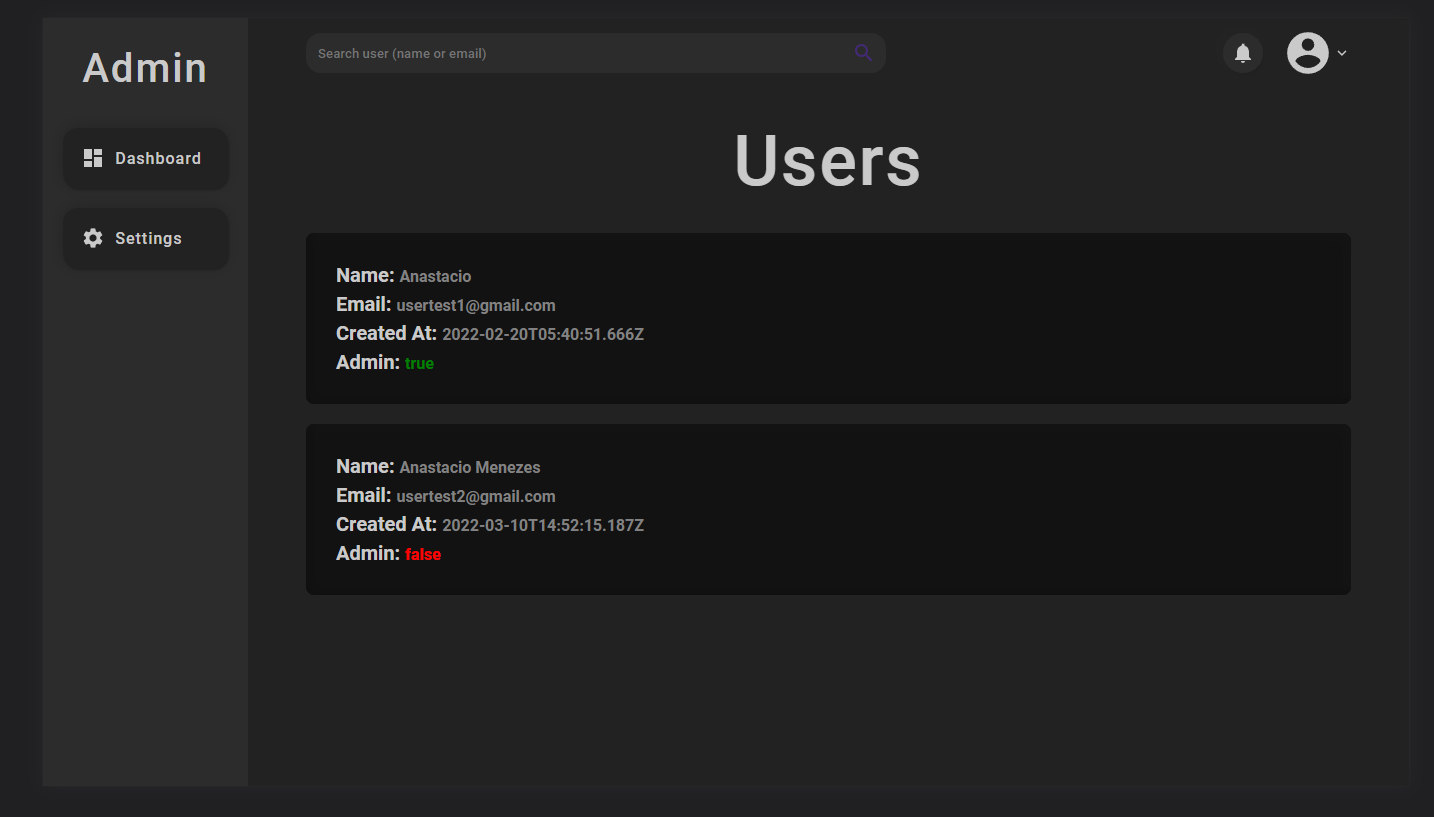 Admin
Dashboard
Settings
Search user (name or email)
Users
Name: Anastacio
Email: usertest1@gmail.com
Created At: 2022-02-20T05:40:51.666Z
Admin: true
Name: Anastacio Menezes
Email: usertest2@gmail.com
Created At: 2022-03-10T14:52:15.187Z
Admin: false